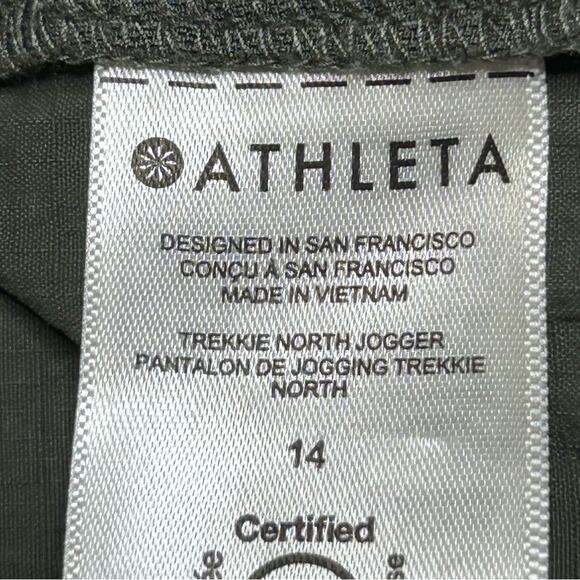 ATHLETA
DESIGNED IN SAN FRANCISCO
CONÇU À SAN FRANCISCO
MADE IN VIETNAM
TREKKIE NORTH JOGGER
PANTALON DE JOGGING TREKKIE
NORTH
14
Certified